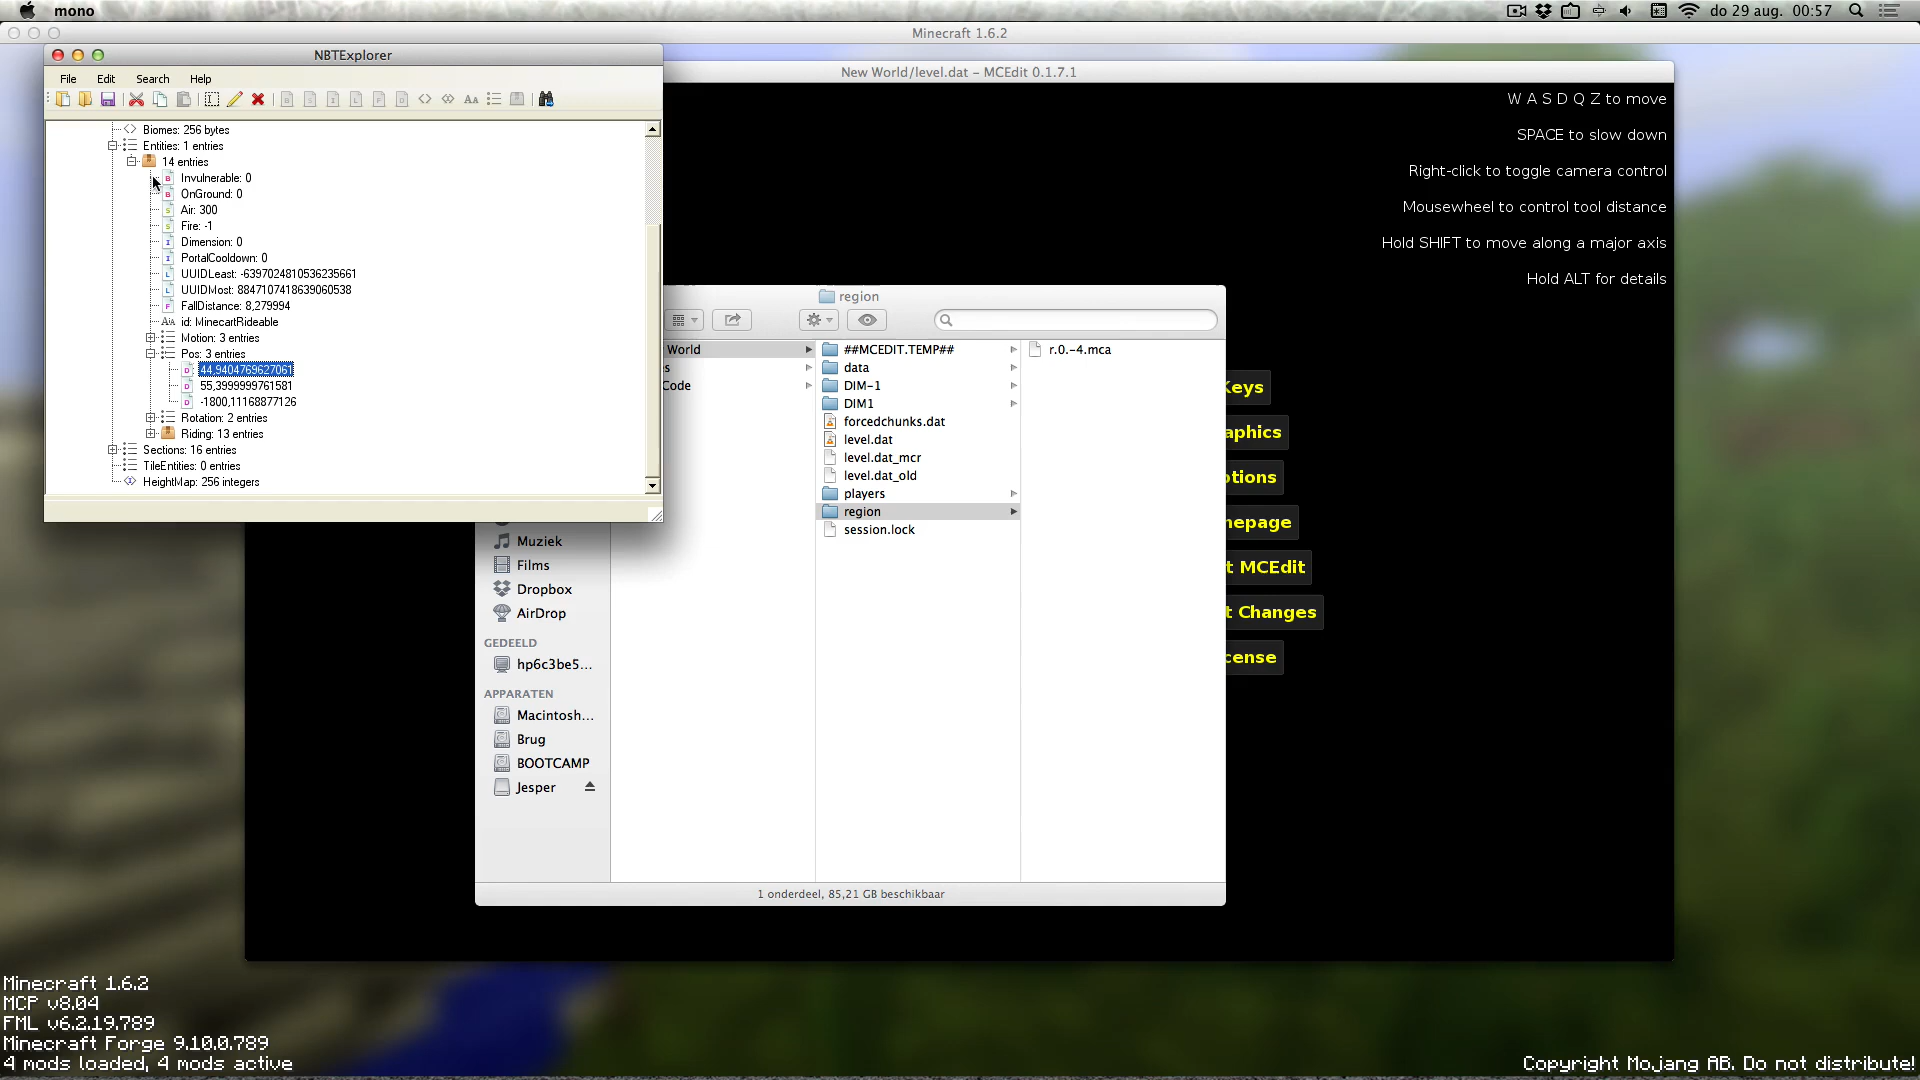 mono
do 29 aug. 00:57
Minecraft 1.6.2
NBTExplorer
File Edit Search Help
Biomes: 256 bytes
Entities: 1 entries
14 entries
Invulnerable: 0
OnGround: 0
Air: 300
Fire: -1
Dimension: 0
PortalCooldown: 0
UUIDLeast: -6397024810536235661
UUIDMost: 8847107418639060538
FallDistance: 8,279994
id: MinecartRideable
Motion: 3 entries
Pos: 3 entries
44,9404769627061
55,3999999761581
-1800,11168877126
Rotation: 2 entries
Riding: 13 entries
Sections: 16 entries
TileEntities: 0 entries
HeightMap: 256 integers
New World/level.dat – MCEdit 0.1.7.1
W A S D Q Z to move
SPACE to slow down
Right-click to toggle camera control
Mousewheel to control tool distance
Hold SHIFT to move along a major axis
Hold ALT for details
region
World
s
Code
##MCEDIT.TEMP##
data
DIM-1
DIM1
forcedchunks.dat
level.dat
level.dat_mcr
level.dat_old
players
region
session.lock
r.0.-4.mca
Muziek
Films
Dropbox
AirDrop
GEDEELD
hp6c3be5...
APPARATEN
Macintosh...
Brug
BOOTCAMP
Jesper
1 onderdeel, 85,21 GB beschikbaar
Keys
aphics
otions
mepage
t MCEdit
t Changes
cense
Minecraft 1.6.2
MCP v8.04
FML v6.2.19.789
Minecraft Forge 9.10.0.789
4 mods loaded, 4 mods active
Copyright Mojang AB. Do not distribute!